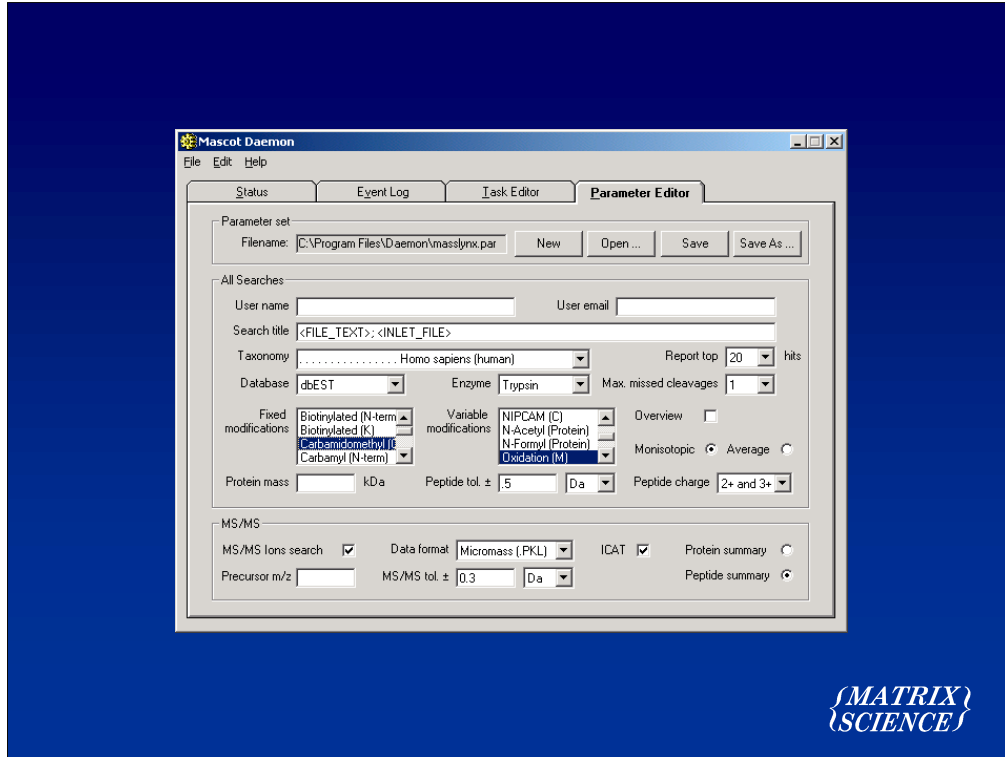 Mascot Daemon
File Edit Help
Status Event Log Task Editor Parameter Editor
Parameter set
Filename: C:\Program Files\Daemon\masslynx.par New Open ... Save Save As ...
All Searches
User name User email
Search title <FILE_TEXT>; <INLET_FILE>
Taxonomy . . . . . . . . . . . . . . . . Homo sapiens (human) Report top 20 hits
Database dbEST Enzyme Trypsin Max. missed cleavages 1
Fixed modifications Biotinylated (N-term Variable modifications NIPCAM (C) Overview
Biotinylated (K) N-Acetyl (Protein)
Carbamidomethyl (C N-Formyl (Protein) Monisotopic Average
Carbamyl (N-term) Oxidation (M)
Protein mass kDa Peptide tol. ± .5 Da Peptide charge 2+ and 3+
MS/MS
MS/MS Ions search Data format Micromass (.PKL) ICAT Protein summary
Precursor m/z MS/MS tol. ± 0.3 Da Peptide summary
{MATRIX}
{SCIENCE}